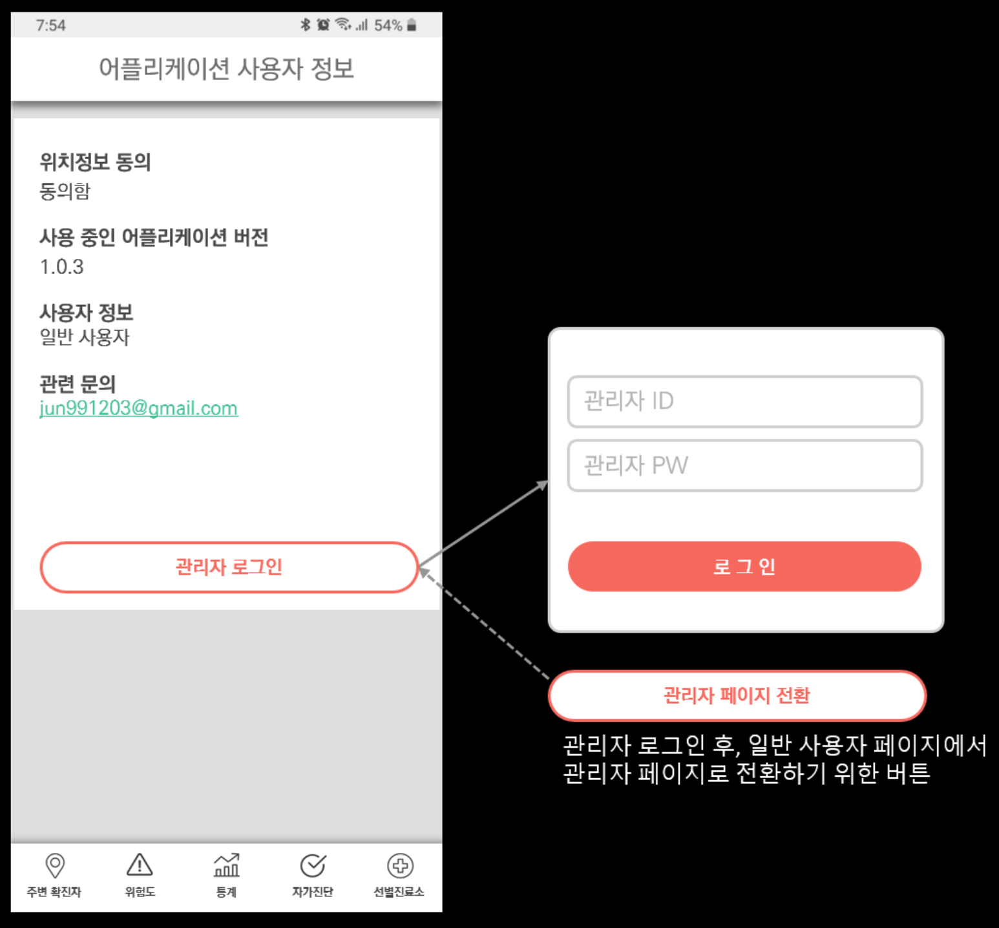 7:54
54%
어플리케이션 사용자 정보
위치정보 동의
동의함
사용 중인 어플리케이션 버전
1.0.3
사용자 정보
일반 사용자
관련 문의
jun991203@gmail.com
관리자 로그인
관리자 ID
관리자 PW
로 그 인
관리자 페이지 전환
관리자 로그인 후, 일반 사용자 페이지에서
관리자 페이지로 전환하기 위한 버튼
주변 확진자
위험도
통계
자가진단
선별진료소